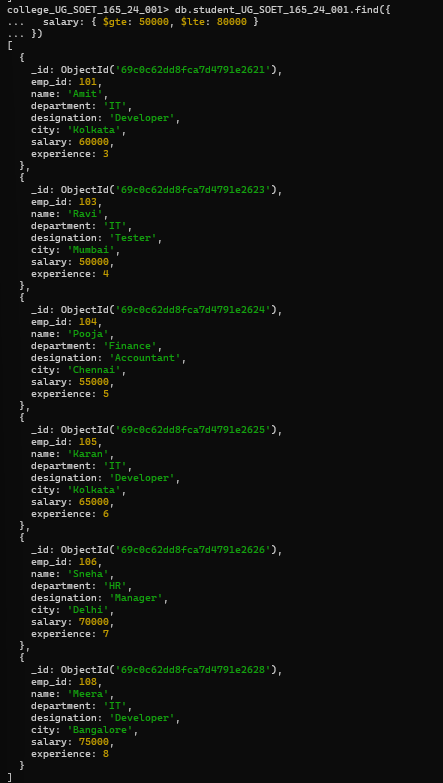 college_UG_SOET_165_24_001> db.student_UG_SOET_165_24_001.find({
...   salary: { $gte: 50000, $lte: 80000 }
... })
[
  {
    _id: ObjectId('69c0c62dd8fca7d4791e2621'),
    emp_id: 101,
    name: 'Amit',
    department: 'IT',
    designation: 'Developer',
    city: 'Kolkata',
    salary: 60000,
    experience: 3
  },
  {
    _id: ObjectId('69c0c62dd8fca7d4791e2623'),
    emp_id: 103,
    name: 'Ravi',
    department: 'IT',
    designation: 'Tester',
    city: 'Mumbai',
    salary: 50000,
    experience: 4
  },
  {
    _id: ObjectId('69c0c62dd8fca7d4791e2624'),
    emp_id: 104,
    name: 'Pooja',
    department: 'Finance',
    designation: 'Accountant',
    city: 'Chennai',
    salary: 55000,
    experience: 5
  },
  {
    _id: ObjectId('69c0c62dd8fca7d4791e2625'),
    emp_id: 105,
    name: 'Karan',
    department: 'IT',
    designation: 'Developer',
    city: 'Kolkata',
    salary: 65000,
    experience: 6
  },
  {
    _id: ObjectId('69c0c62dd8fca7d4791e2626'),
    emp_id: 106,
    name: 'Sneha',
    department: 'HR',
    designation: 'Manager',
    city: 'Delhi',
    salary: 70000,
    experience: 7
  },
  {
    _id: ObjectId('69c0c62dd8fca7d4791e2628'),
    emp_id: 108,
    name: 'Meera',
    department: 'IT',
    designation: 'Developer',
    city: 'Bangalore',
    salary: 75000,
    experience: 8
  }
]